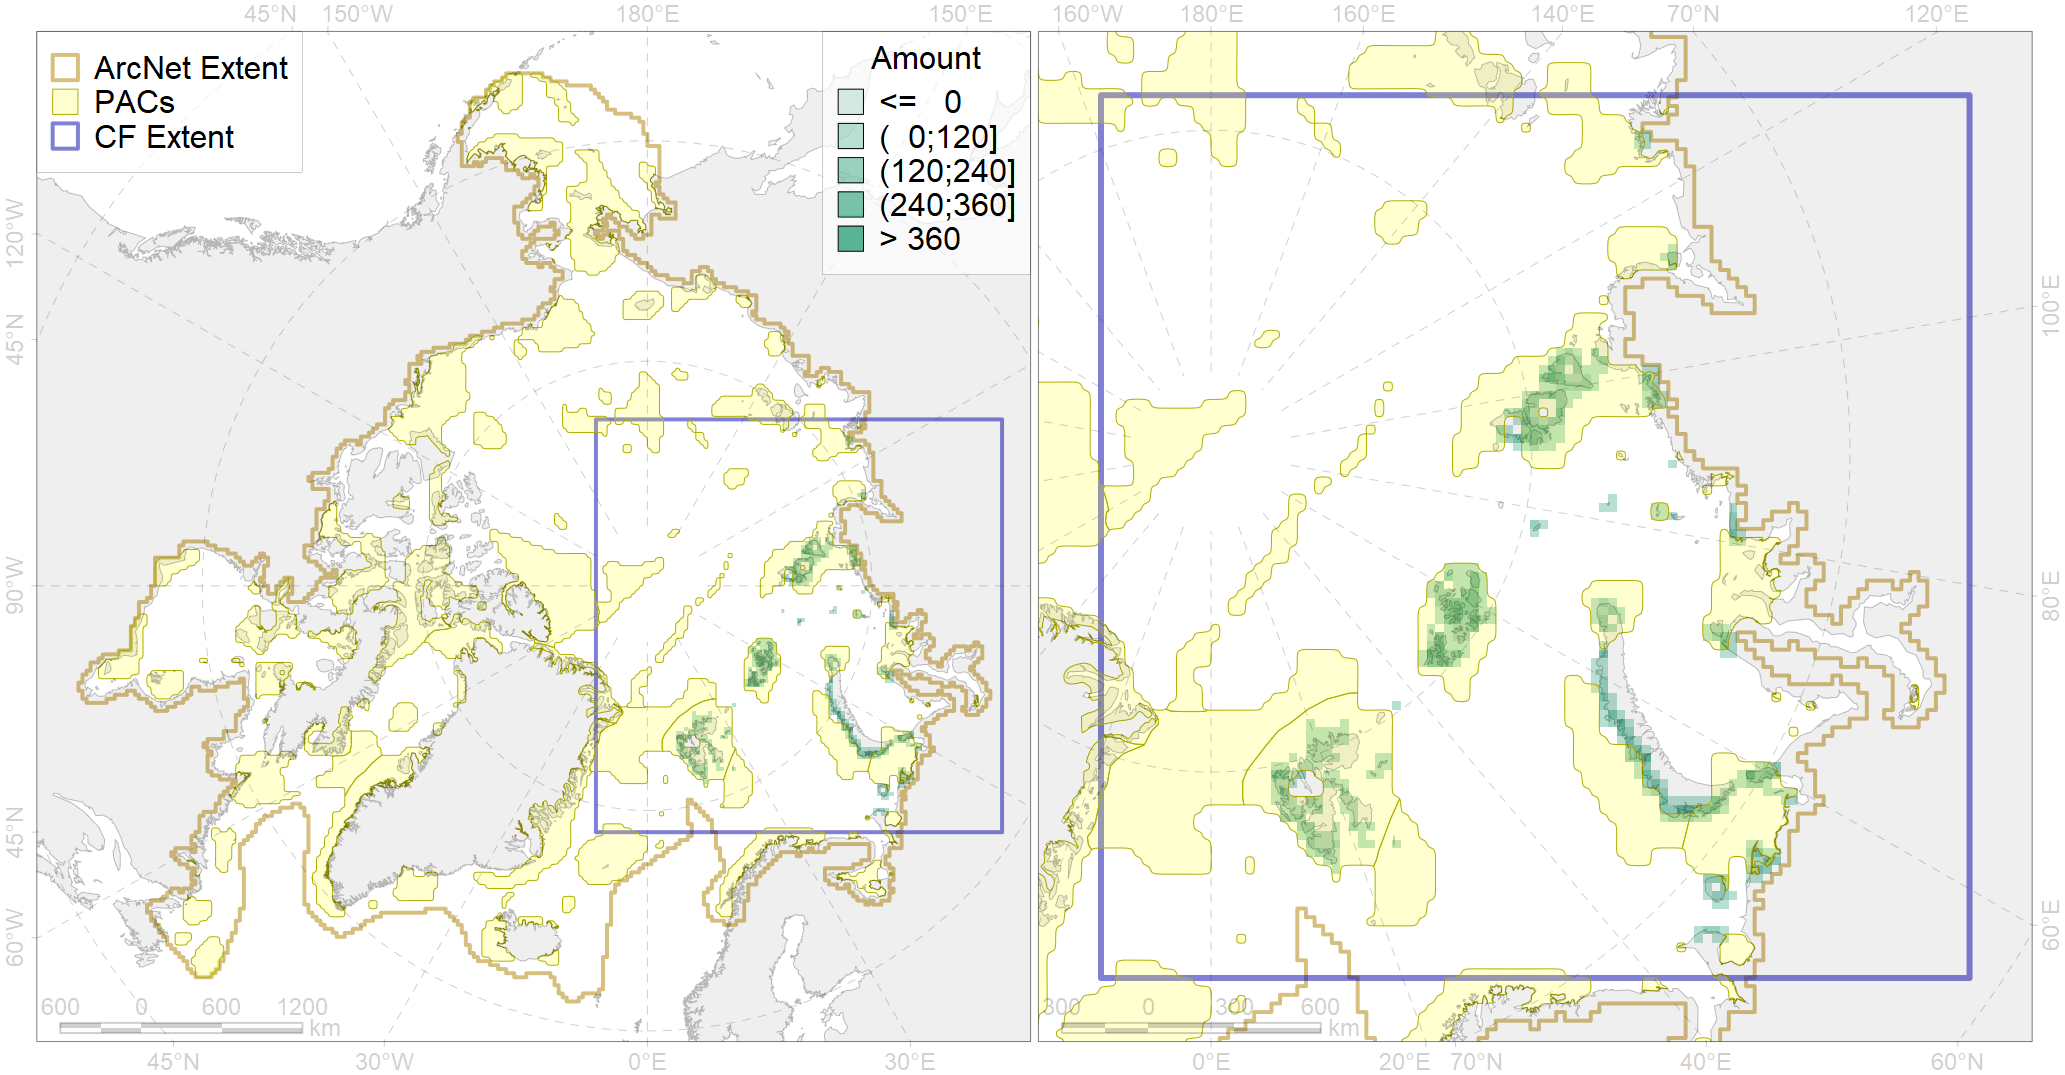 45°N 150°W 180°E 150°E 160°W 180°E 160°E 140°E 70°N 120°E
ArcNet Extent
PACs
CF Extent
Amount
<= 0
( 0;120]
(120;240]
(240;360]
> 360
120°W
45°N
90°W
45°N
60°W
100°E
80°E
60°E
600 0 600 1200
km
300 0 300 600
km
45°N 30°W 0°E 30°E 0°E 20°E 70°N 40°E 60°N